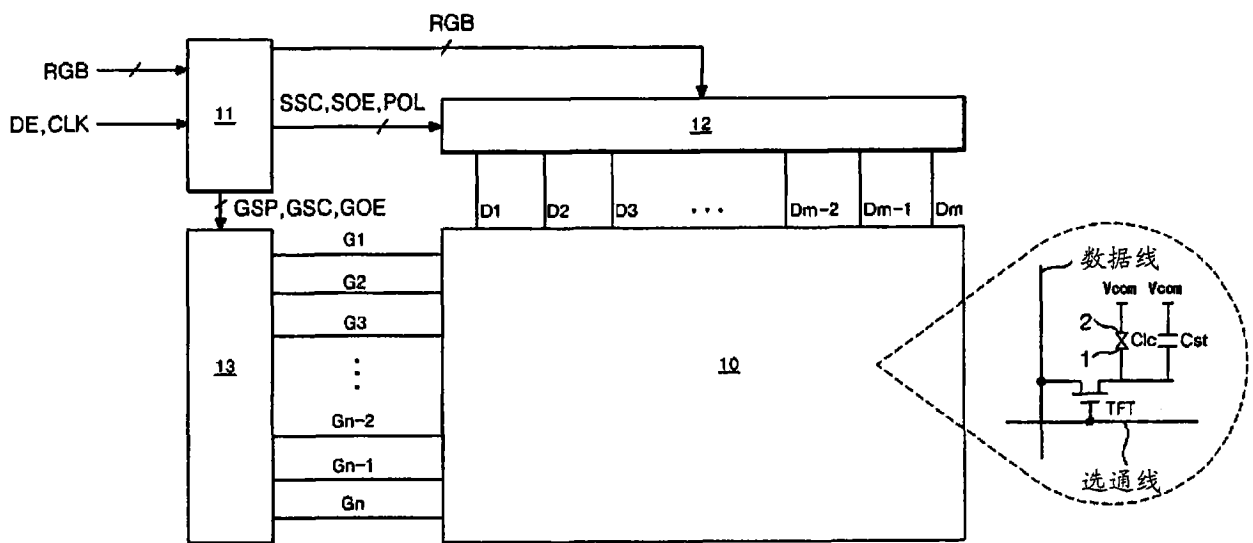 RGB
RGB
DE,CLK
11
SSC,SOE,POL
12
GSP,GSC,GOE
D1 D2 D3 ... Dm-2 Dm-1 Dm
G1
G2
G3
Gn-2
Gn-1
Gn
13
10
数据线
Vcom Vcom
2
1
Clc
Cst
TFT
选通线